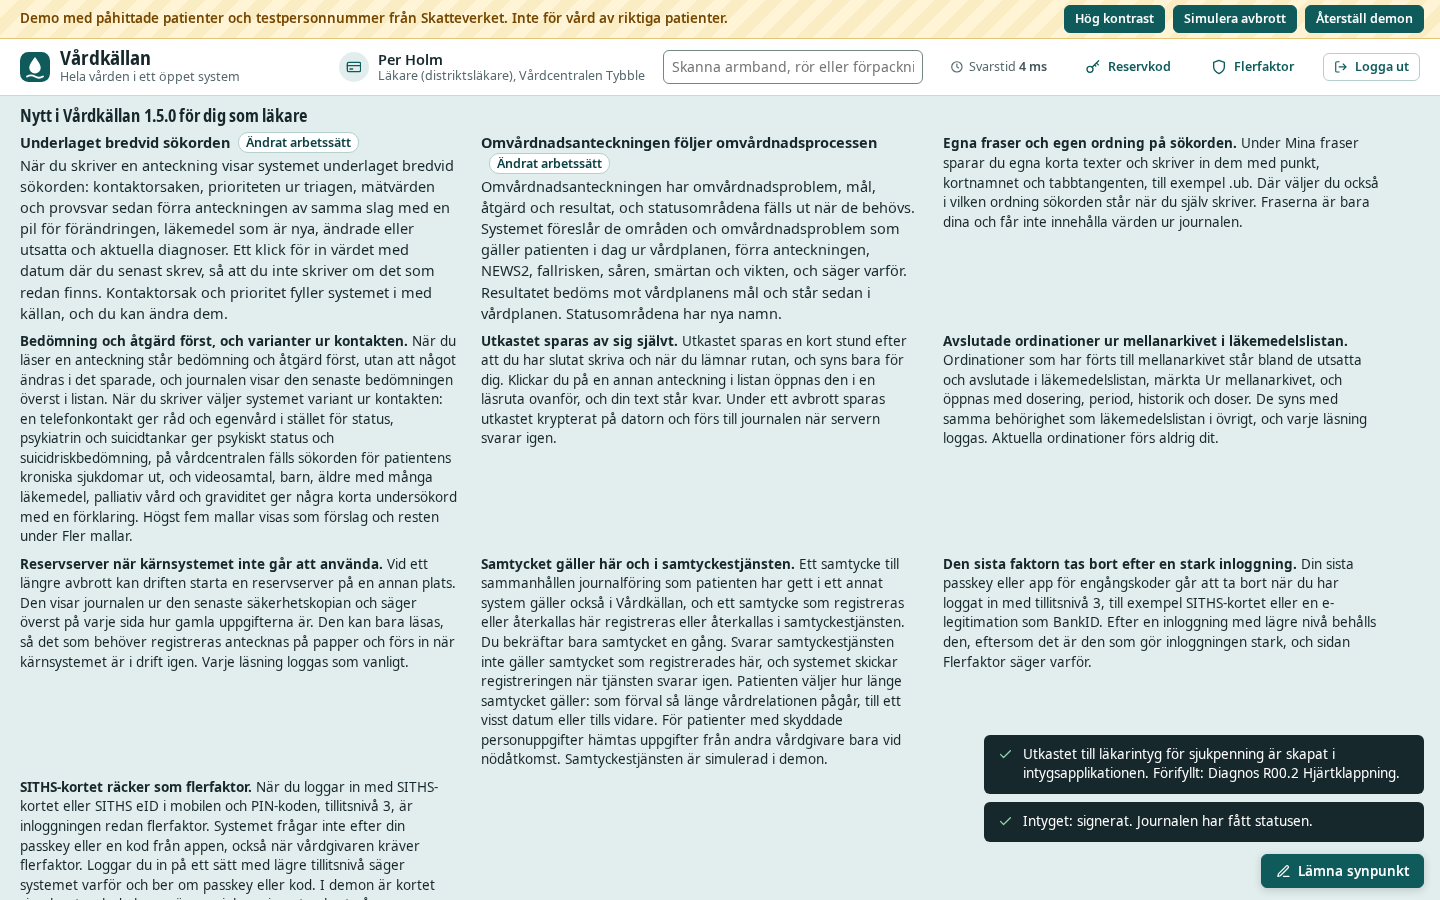 Demo med påhittade patienter och testpersonnummer från Skatteverket. Inte för vård av riktiga patienter.
Hög kontrast
Simulera avbrott
Återställ demon
Vårdkällan
Hela vården i ett öppet system
Per Holm
Läkare (distriktsläkare), Vårdcentralen Tybble
Skanna armband, rör eller förpackni
Svarstid 4 ms
Reservkod
Flerfaktor
Logga ut
Nytt i Vårdkällan 1.5.0 för dig som läkare
Underlaget bredvid sökorden Ändrat arbetssätt
När du skriver en anteckning visar systemet underlaget bredvid
sökorden: kontaktorsaken, prioriteten ur triagen, mätvärden
och provsvar sedan förra anteckningen av samma slag med en
pil för förändringen, läkemedel som är nya, ändrade eller
utsatta och aktuella diagnoser. Ett klick för in värdet med
datum där du senast skrev, så att du inte skriver om det som
redan finns. Kontaktorsak och prioritet fyller systemet i med
källan, och du kan ändra dem.
Omvårdnadsanteckningen följer omvårdnadsprocessen
Ändrat arbetssätt
Omvårdnadsanteckningen har omvårdnadsproblem, mål,
åtgärd och resultat, och statusområdena fälls ut när de behövs.
Systemet föreslår de områden och omvårdnadsproblem som
gäller patienten i dag ur vårdplanen, förra anteckningen,
NEWS2, fallrisken, såren, smärtan och vikten, och säger varför.
Resultatet bedöms mot vårdplanens mål och står sedan i
vårdplanen. Statusområdena har nya namn.
Egna fraser och egen ordning på sökorden. Under Mina fraser
sparar du egna korta texter och skriver in dem med punkt,
kortnamnet och tabbtangenten, till exempel .ub. Där väljer du också
i vilken ordning sökorden står när du själv skriver. Fraserna är bara
dina och får inte innehålla värden ur journalen.
Bedömning och åtgärd först, och varianter ur kontakten. När du
läser en anteckning står bedömning och åtgärd först, utan att något
ändras i det sparade, och journalen visar den senaste bedömningen
överst i listan. När du skriver väljer systemet variant ur kontakten:
en telefonkontakt ger råd och egenvård i stället för status,
psykiatrin och suicidtankar ger psykiskt status och
suicidriskbedömning, på vårdcentralen fälls sökorden för patientens
kroniska sjukdomar ut, och videosamtal, barn, äldre med många
läkemedel, palliativ vård och graviditet ger några korta undersökord
med en förklaring. Högst fem mallar visas som förslag och resten
under Fler mallar.
Utkastet sparas av sig självt. Utkastet sparas en kort stund efter
att du har slutat skriva och när du lämnar rutan, och syns bara för
dig. Klickar du på en annan anteckning i listan öppnas den i en
läsruta ovanför, och din text står kvar. Under ett avbrott sparas
utkastet krypterat på datorn och förs till journalen när servern
svarar igen.
Avslutade ordinationer ur mellanarkivet i läkemedelslistan.
Ordinationer som har förts till mellanarkivet står bland de utsatta
och avslutade i läkemedelslistan, märkta Ur mellanarkivet, och
öppnas med dosering, period, historik och doser. De syns med
samma behörighet som läkemedelslistan i övrigt, och varje läsning
loggas. Aktuella ordinationer förs aldrig dit.
Reservserver när kärnsystemet inte går att använda. Vid ett
längre avbrott kan driften starta en reservserver på en annan plats.
Den visar journalen ur den senaste säkerhetskopian och säger
överst på varje sida hur gamla uppgifterna är. Den kan bara läsas,
så det som behöver registreras antecknas på papper och förs in när
kärnsystemet är i drift igen. Varje läsning loggas som vanligt.
Samtycket gäller här och i samtyckestjänsten. Ett samtycke till
sammanhållen journalföring som patienten har gett i ett annat
system gäller också i Vårdkällan, och ett samtycke som registreras
eller återkallas här registreras eller återkallas i samtyckestjänsten.
Du bekräftar bara samtycket en gång. Svarar samtyckestjänsten
inte gäller samtycket som registrerades här, och systemet skickar
registreringen när tjänsten svarar igen. Patienten väljer hur länge
samtycket gäller: som förval så länge vårdrelationen pågår, till ett
visst datum eller tills vidare. För patienter med skyddade
personuppgifter hämtas uppgifter från andra vårdgivare bara vid
nödåtkomst. Samtyckestjänsten är simulerad i demon.
Den sista faktorn tas bort efter en stark inloggning. Din sista
passkey eller app för engångskoder går att ta bort när du har
loggat in med tillitsnivå 3, till exempel SITHS-kortet eller en e-
legitimation som BankID. Efter en inloggning med lägre nivå behålls
den, eftersom det är den som gör inloggningen stark, och sidan
Flerfaktor säger varför.
SITHS-kortet räcker som flerfaktor. När du loggar in med SITHS-
kortet eller SITHS eID i mobilen och PIN-koden, tillitsnivå 3, är
inloggningen redan flerfaktor. Systemet frågar inte efter din
passkey eller en kod från appen, också när vårdgivaren kräver
flerfaktor. Loggar du in på ett sätt med lägre tillitsnivå säger
systemet varför och ber om passkey eller kod. I demon är kortet
Utkastet till läkarintyg för sjukpenning är skapat i
intygsapplikationen. Förifyllt: Diagnos R00.2 Hjärtklappning.
Intyget: signerat. Journalen har fått statusen.
Lämna synpunkt